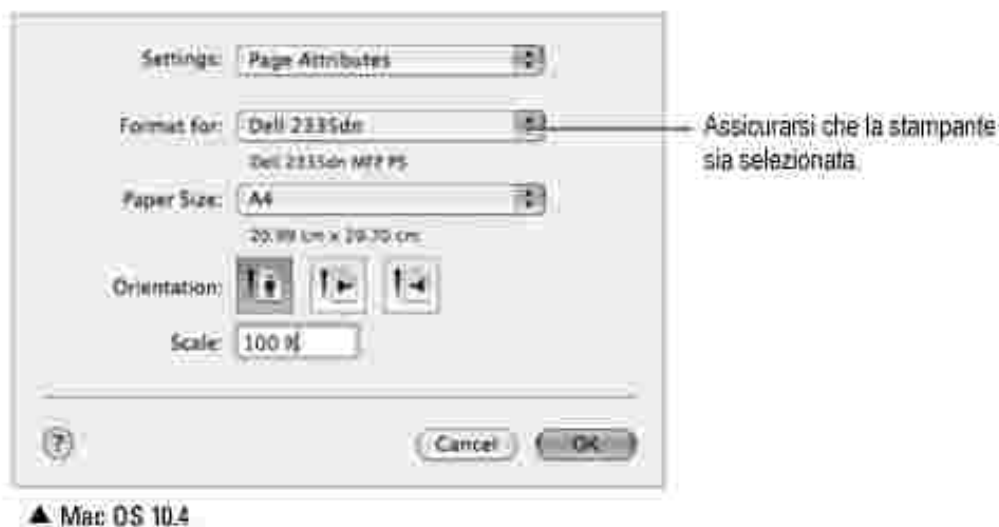 Settings: Page Attributes
Format for: Dell 2335dn
Dell 2335dn MFP PS
Assicurarsi che la stampante
sia selezionata.
Paper Size: A4
20.99 cm x 29.70 cm
Orientation:
Scale: 100 %
? Cancel OK
▲ Mac OS 10.4